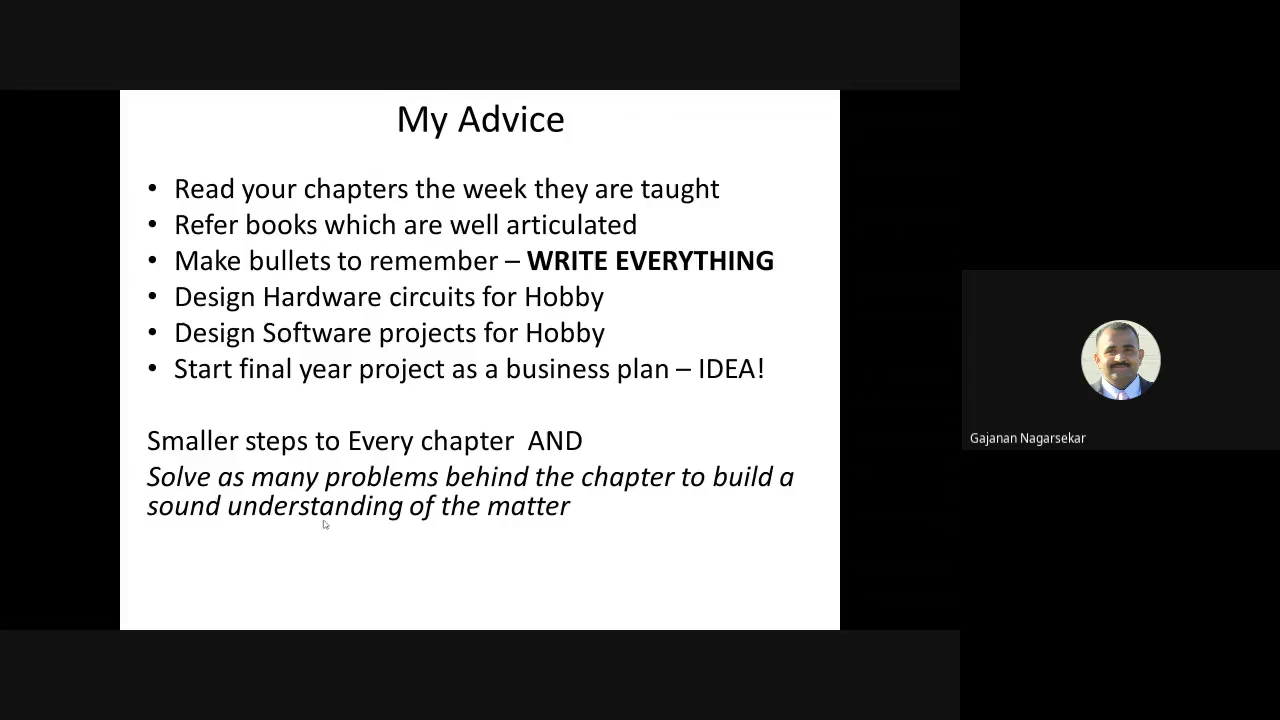 My Advice
• Read your chapters the week they are taught
• Refer books which are well articulated
• Make bullets to remember – WRITE EVERYTHING
• Design Hardware circuits for Hobby
• Design Software projects for Hobby
• Start final year project as a business plan – IDEA!
Smaller steps to Every chapter AND
Solve as many problems behind the chapter to build a
sound understanding of the matter
Gajanan Nagarsekar